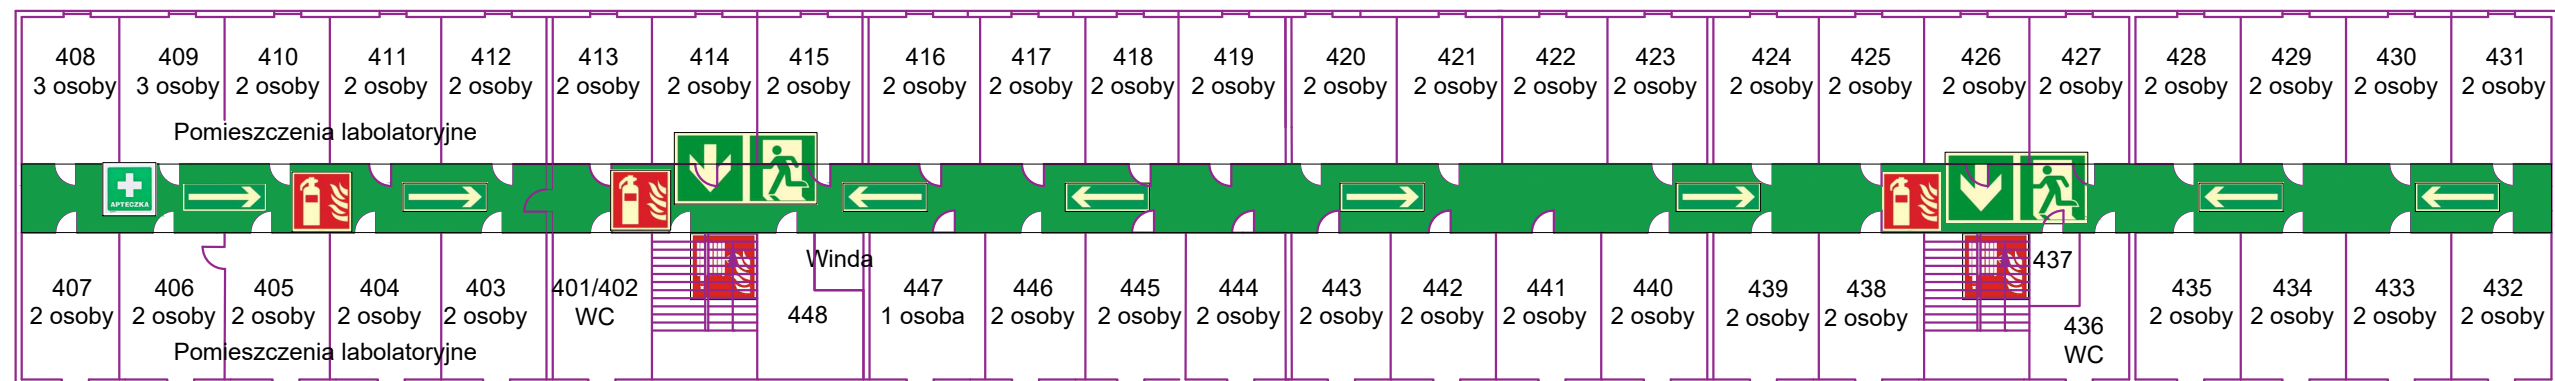 408 409 410 411 412 413 414 415 416 417 418 419 420 421 422 423 424 425 426 427 428 429 430 431
3 osoby 3 osoby 2 osoby 2 osoby 2 osoby 2 osoby 2 osoby 2 osoby 2 osoby 2 osoby 2 osoby 2 osoby 2 osoby 2 osoby 2 osoby 2 osoby 2 osoby 2 osoby 2 osoby 2 osoby 2 osoby 2 osoby 2 osoby 2 osoby
Pomieszczenia labolatoryjne
APTECZKA
Winda 437
407 406 405 404 403 401/402 447 446 445 444 443 442 441 440 439 438 435 434 433 432
2 osoby 2 osoby 2 osoby 2 osoby 2 osoby WC 448 1 osoba 2 osoby 2 osoby 2 osoby 2 osoby 2 osoby 2 osoby 2 osoby 2 osoby 2 osoby 2 osoby 2 osoby 2 osoby 2 osoby
436
WC
Pomieszczenia labolatoryjne